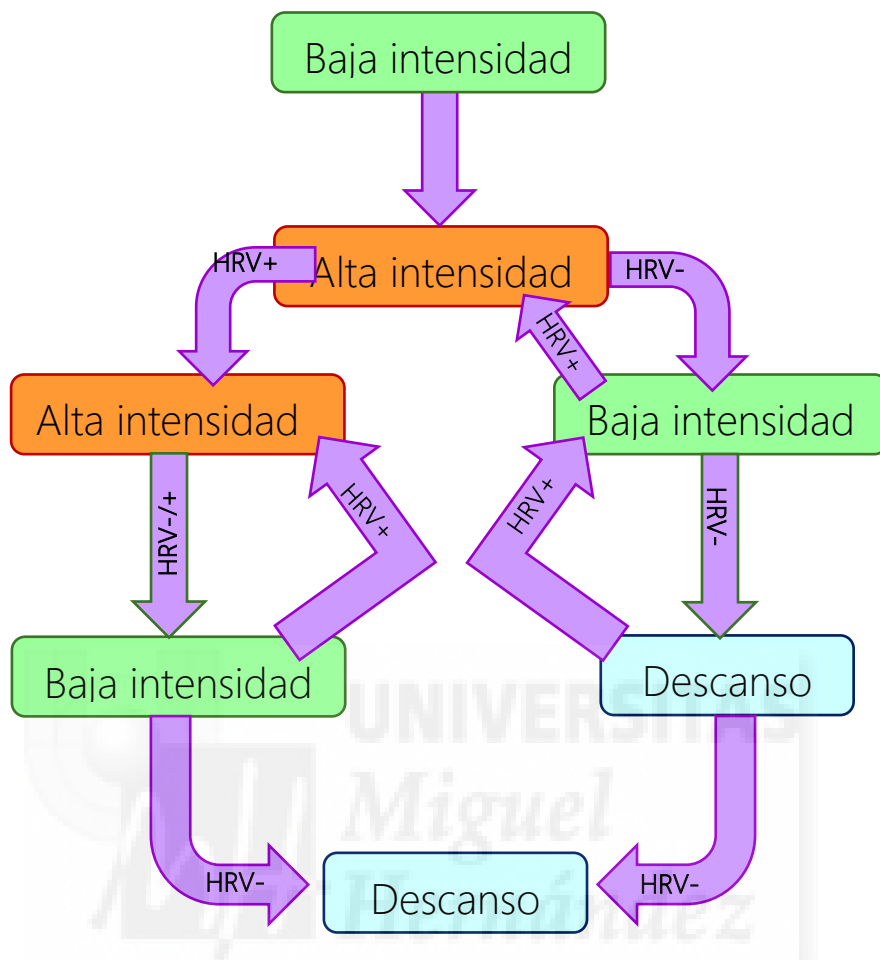 Baja intensidad
HRV+
Alta intensidad
HRV-
HRV+
Alta intensidad
Baja intensidad
HRV-/+
HRV+
HRV+
HRV-
Baja intensidad
Descanso
UNIVERSITAS
Miguel
Hernández
HRV-
HRV-
Descanso